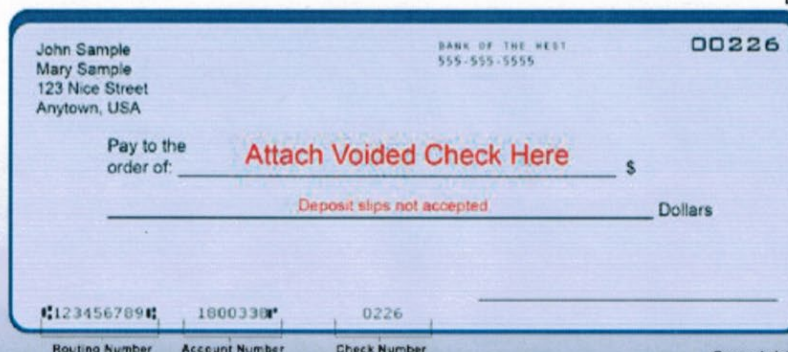 John Sample
Mary Sample
123 Nice Street
Anytown, USA
BANK OF THE WEST
555-555-5555
00226
Pay to the
order of:
Attach Voided Check Here
$
Deposit slips not accepted
Dollars
⑆123456789⑆ 1800338⑈ 0226
Routing Number Account Number Check Number